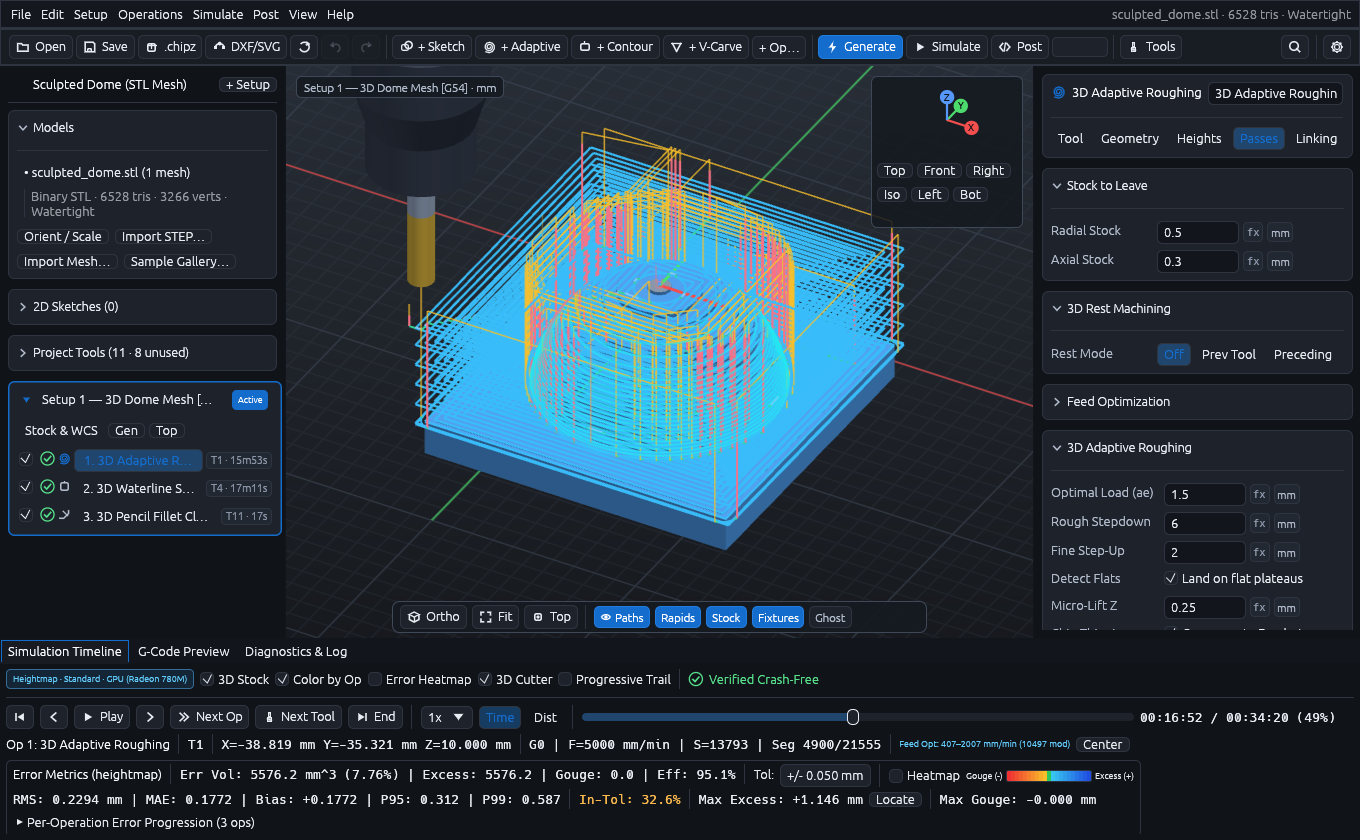 File Edit Setup Operations Simulate Post View Help
sculpted_dome.stl · 6528 tris · Watertight
Open Save .chipz DXF/SVG + Sketch + Adaptive + Contour + V-Carve + Op... Generate Simulate Post Tools
Sculpted Dome (STL Mesh) + Setup
Models
• sculpted_dome.stl (1 mesh)
Binary STL · 6528 tris · 3266 verts ·
Watertight
Orient / Scale Import STEP...
Import Mesh... Sample Gallery...
2D Sketches (0)
Project Tools (11 · 8 unused)
Setup 1 — 3D Dome Mesh [... Active
Stock & WCS Gen Top
1. 3D Adaptive R... T1 · 15m53s
2. 3D Waterline S... T4 · 17m11s
3. 3D Pencil Fillet Cl... T11 · 17s
Setup 1 — 3D Dome Mesh [G54] · mm
Z Y X
Top Front Right
Iso Left Bot
Ortho Fit Top Paths Rapids Stock Fixtures Ghost
3D Adaptive Roughing 3D Adaptive Roughin
Tool Geometry Heights Passes Linking
Stock to Leave
Radial Stock 0.5 fx mm
Axial Stock 0.3 fx mm
3D Rest Machining
Rest Mode Off Prev Tool Preceding
Feed Optimization
3D Adaptive Roughing
Optimal Load (ae) 1.5 fx mm
Rough Stepdown 6 fx mm
Fine Step-Up 2 fx mm
Detect Flats Land on flat plateaus
Micro-Lift Z 0.25 fx mm
Simulation Timeline G-Code Preview Diagnostics & Log
Heightmap · Standard · GPU (Radeon 780M) 3D Stock Color by Op Error Heatmap 3D Cutter Progressive Trail Verified Crash-Free
Play Next Op Next Tool End 1x Time Dist 00:16:52 / 00:34:20 (49%)
Op 1: 3D Adaptive Roughing T1 X=-38.819 mm Y=-35.321 mm Z=10.000 mm G0 | F=5000 mm/min | S=13793 | Seg 4900/21555 Feed Opt: 407–2007 mm/min (10497 mod) Center
Error Metrics (heightmap) Err Vol: 5576.2 mm^3 (7.76%) | Excess: 5576.2 | Gouge: 0.0 | Eff: 95.1% Tol: +/- 0.050 mm Heatmap Gouge (-) Excess (+)
RMS: 0.2294 mm | MAE: 0.1772 | Bias: +0.1772 | P95: 0.312 | P99: 0.587 In-Tol: 32.6% Max Excess: +1.146 mm Locate Max Gouge: -0.000 mm
Per-Operation Error Progression (3 ops)